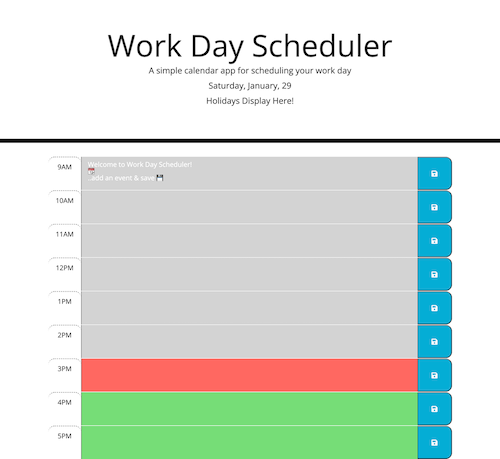 Work Day Scheduler
A simple calendar app for scheduling your work day
Saturday, January, 29
Holidays Display Here!
9AM
Welcome to Work Day Scheduler!
..add an event & save
10AM
11AM
12PM
1PM
2PM
3PM
4PM
5PM